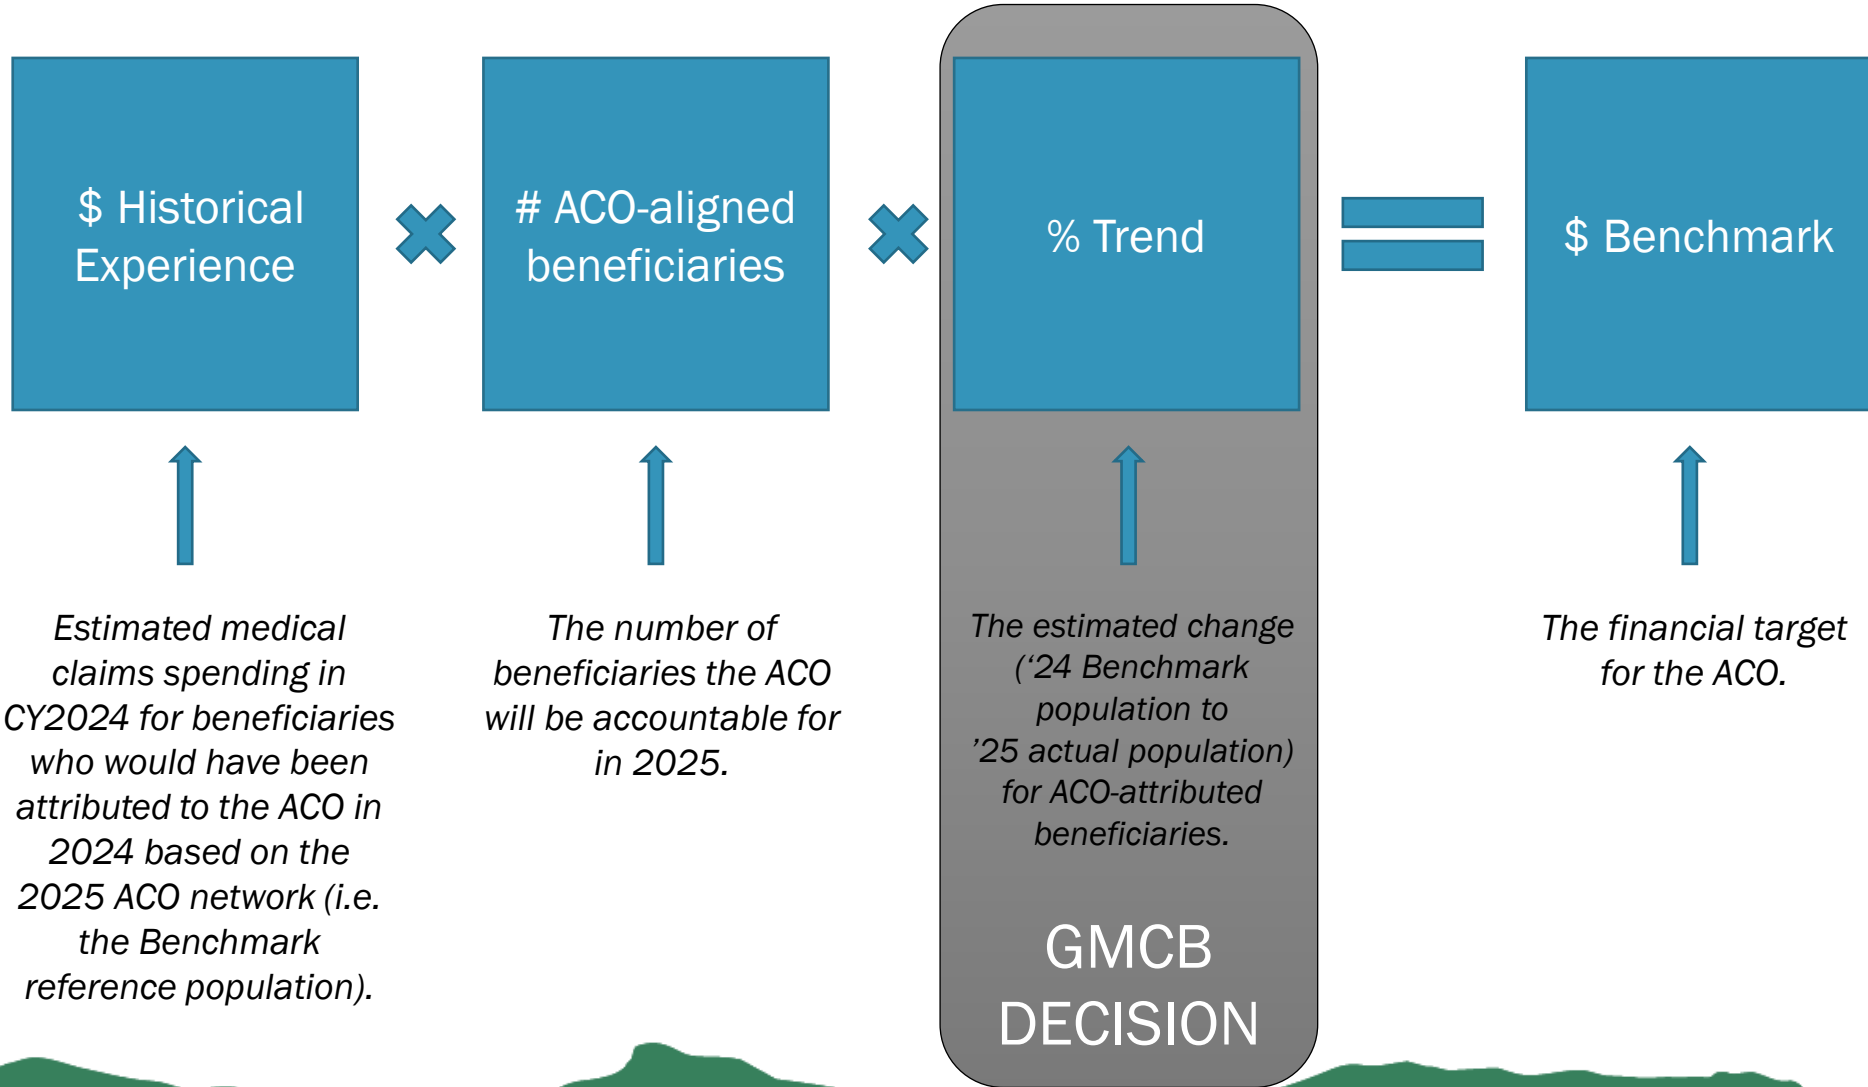 $ Historical
Experience
# ACO-aligned
beneficiaries
% Trend
$ Benchmark
Estimated medical
claims spending in
CY2024 for beneficiaries
who would have been
attributed to the ACO in
2024 based on the
2025 ACO network (i.e.
the Benchmark
reference population).
The number of
beneficiaries the ACO
will be accountable for
in 2025.
The estimated change
(‘24 Benchmark
population to
’25 actual population)
for ACO-attributed
beneficiaries.
GMCB
DECISION
The financial target
for the ACO.